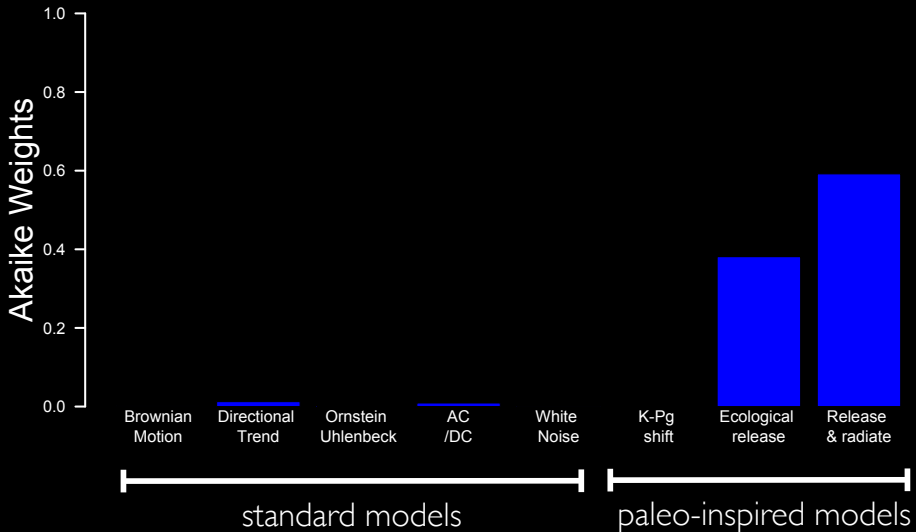 1.0
0.8
0.6
0.4
0.2
0.0
Akaike Weights
Brownian
Motion
Directional
Trend
Ornstein
Uhlenbeck
AC
/DC
White
Noise
K-Pg
shift
Ecological
release
Release
& radiate
standard models
paleo-inspired models